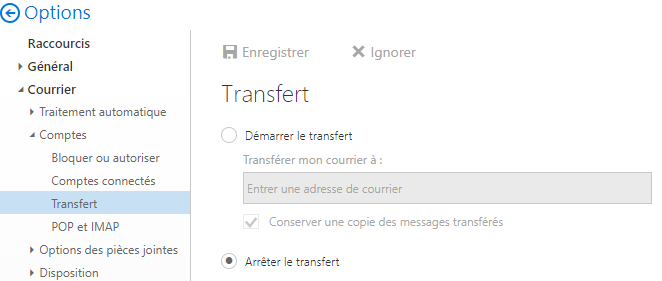 Options
Raccourcis
Général
Courrier
Traitement automatique
Comptes
Bloquer ou autoriser
Comptes connectés
Transfert
POP et IMAP
Options des pièces jointes
Disposition
Enregistrer
Ignorer
Transfert
Démarrer le transfert
Transférer mon courrier à :
Entrer une adresse de courrier
Conserver une copie des messages transférés
Arrêter le transfert